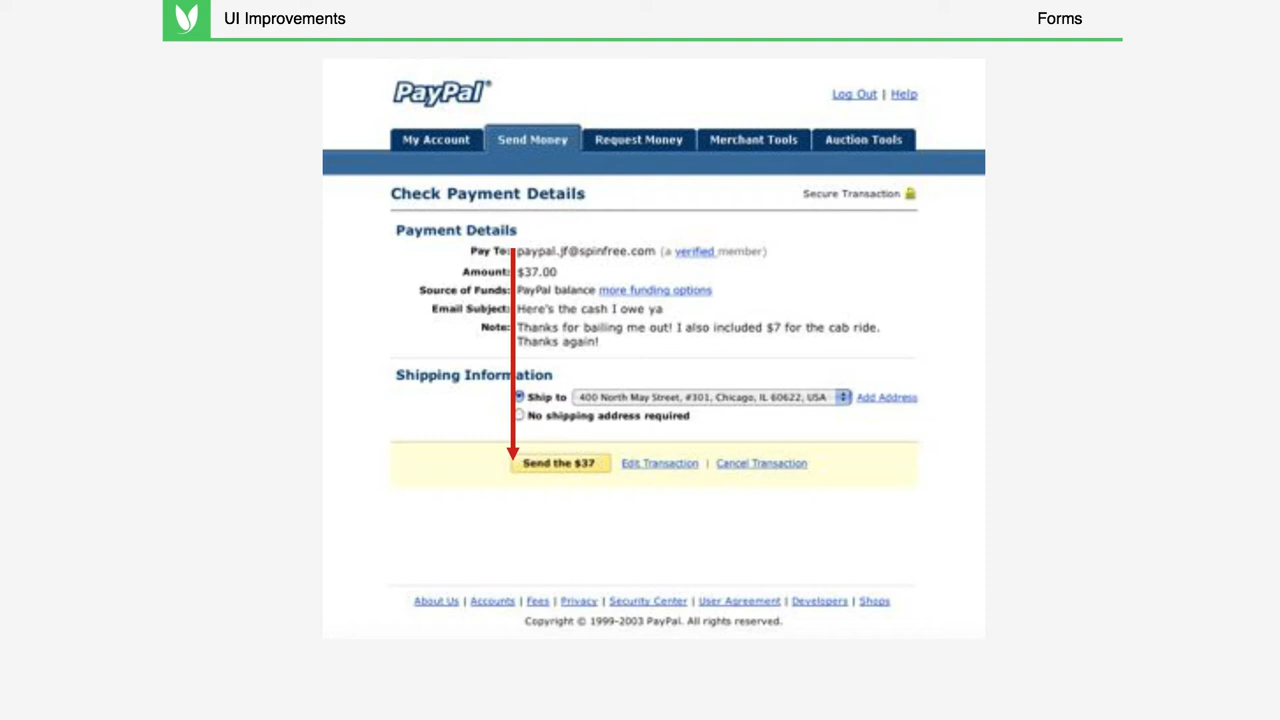 UI Improvements Forms
PayPal®
Log Out | Help
My Account Send Money Request Money Merchant Tools Auction Tools
Check Payment Details Secure Transaction
Payment Details
Pay To: paypal.jf@spinfree.com (a verified member)
Amount: $37.00
Source of Funds: PayPal balance more funding options
Email Subject: Here's the cash I owe ya
Note: Thanks for bailing me out! I also included $7 for the cab ride.
Thanks again!
Shipping Information
Ship to 400 North May Street, #301, Chicago, IL 60622, USA Add Address
No shipping address required
Send the $37 Edit Transaction | Cancel Transaction
About Us | Accounts | Fees | Privacy | Security Center | User Agreement | Developers | Shops
Copyright © 1999-2003 PayPal. All rights reserved.